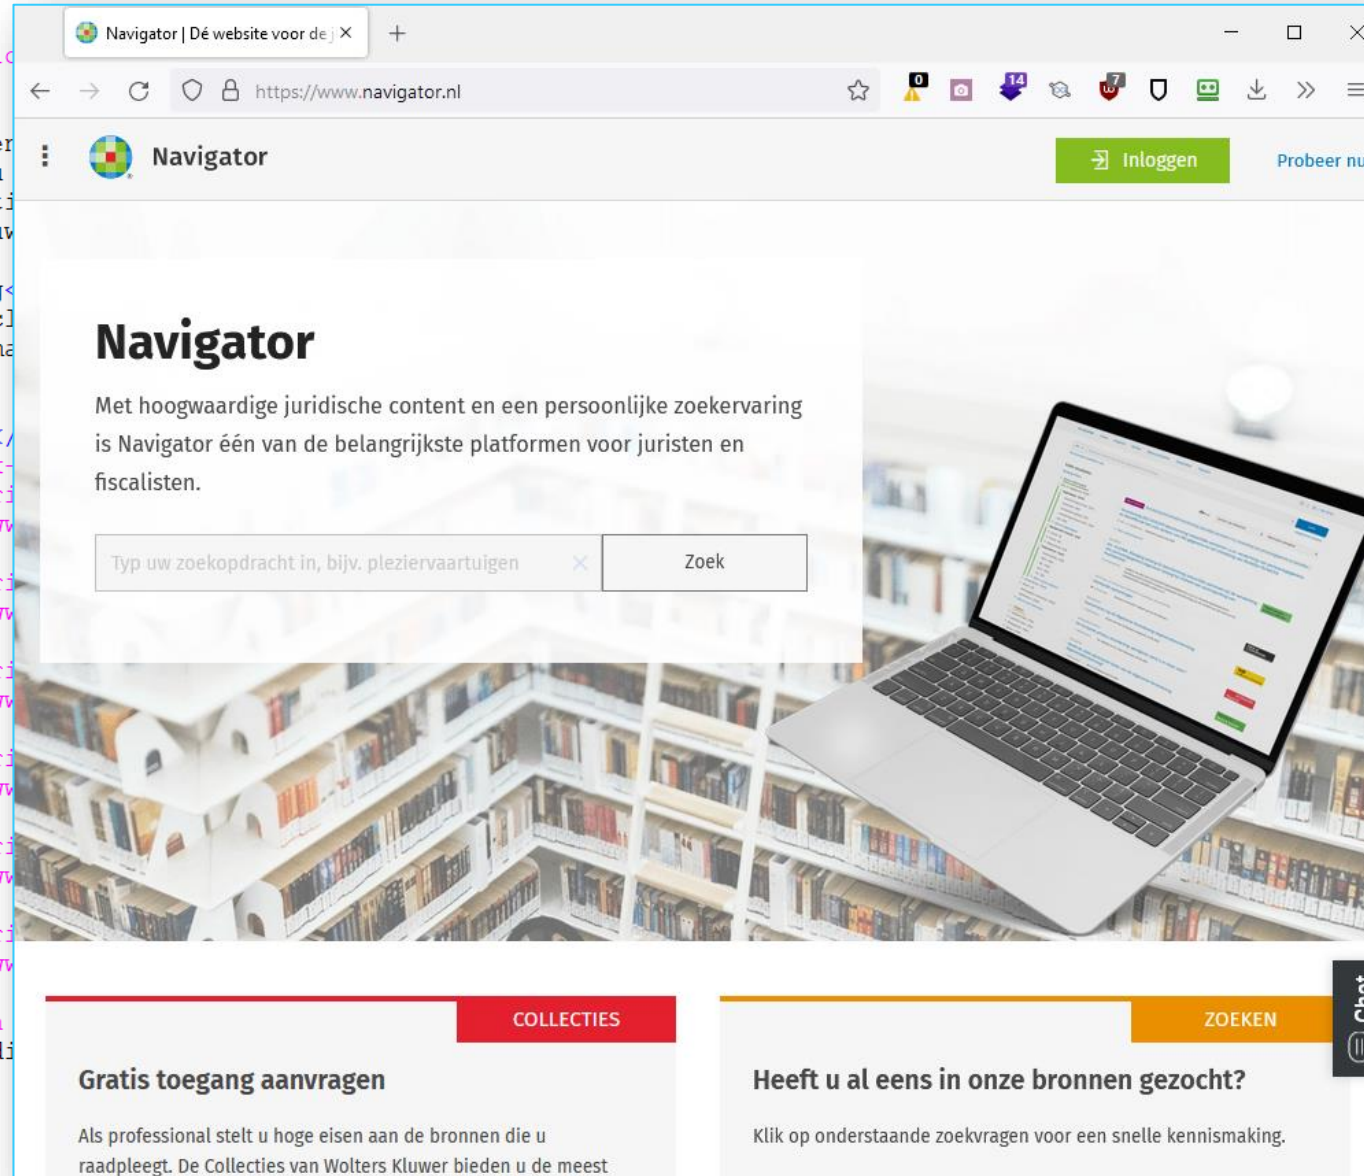 Navigator | Dé website voor de j
https://www.navigator.nl
0
14
7
Navigator
Inloggen
Probeer nu
Navigator
Met hoogwaardige juridische content en een persoonlijke zoekervaring
is Navigator één van de belangrijkste platformen voor juristen en
fiscalisten.
Typ uw zoekopdracht in, bijv. pleziervaartuigen
Zoek
Chat
COLLECTIES
ZOEKEN
Gratis toegang aanvragen
Heeft u al eens in onze bronnen gezocht?
Als professional stelt u hoge eisen aan de bronnen die u
Klik op onderstaande zoekvragen voor een snelle kennismaking.
raadpleegt. De Collecties van Wolters Kluwer bieden u de meest